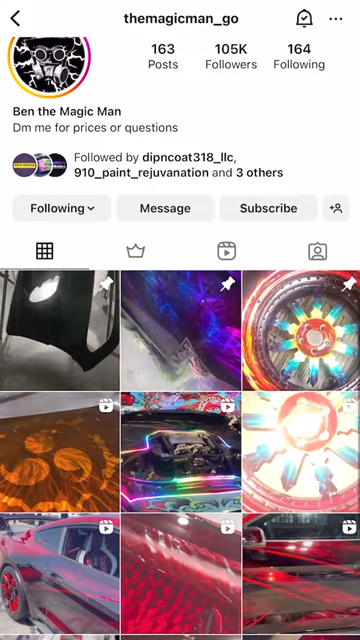 themagicman_go
163 105K 164
Posts Followers Following
Ben the Magic Man
Dm me for prices or questions
Followed by dipncoat318_llc,
910_paint_rejuvanation and 3 others
Following Message Subscribe